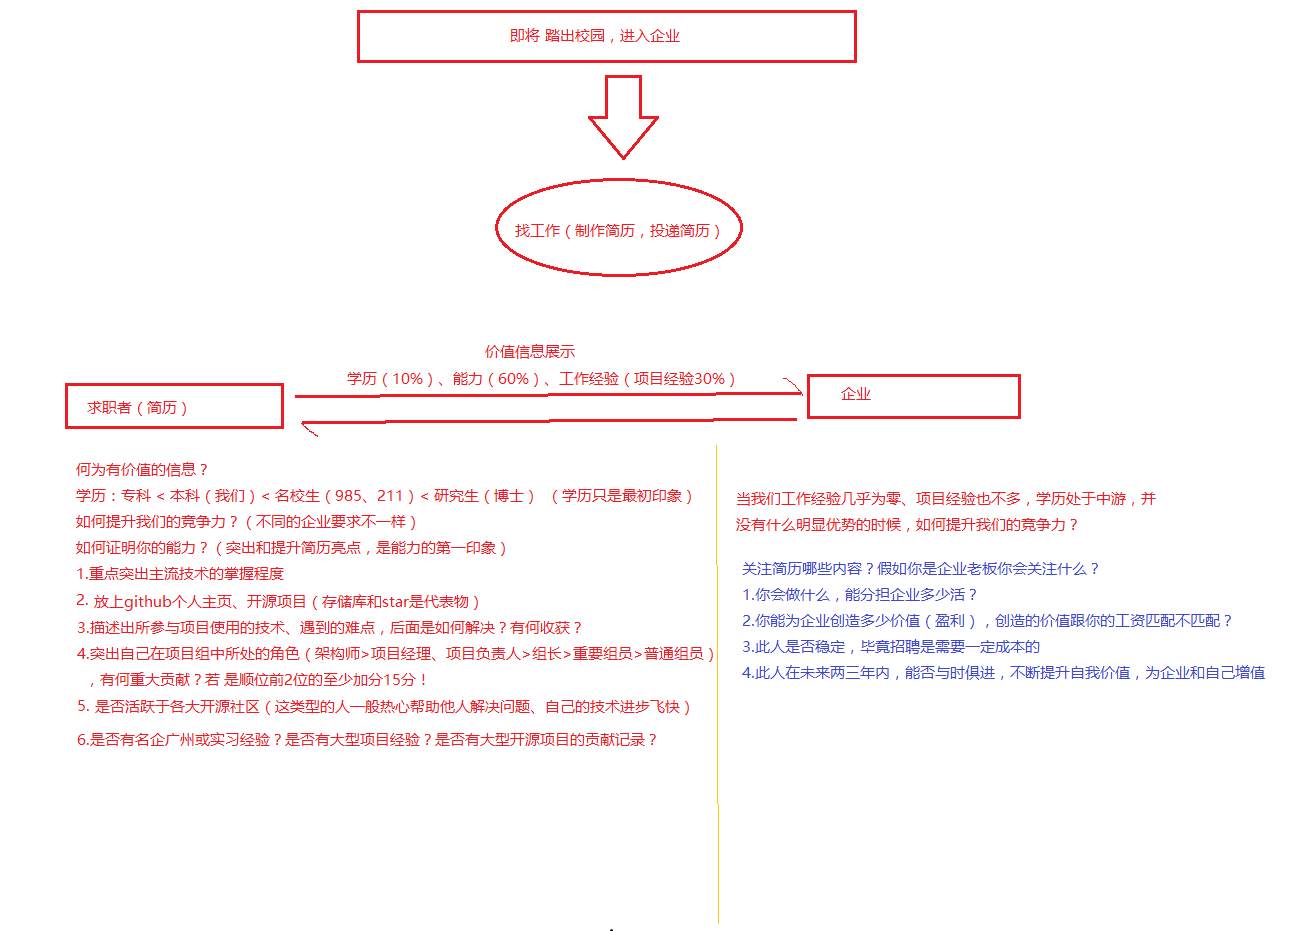 即将 踏出校园，进入企业
找工作（制作简历，投递简历）
价值信息展示
学历（10%）、能力（60%）、工作经验（项目经验30%）
求职者（简历）
企业
何为有价值的信息？
学历：专科 < 本科（我们）< 名校生（985、211）< 研究生（博士） （学历只是最初印象）
如何提升我们的竞争力？（不同的企业要求不一样）
如何证明你的能力？（突出和提升简历亮点，是能力的第一印象）
1.重点突出主流技术的掌握程度
2. 放上github个人主页、开源项目（存储库和star是代表物）
3.描述出所参与项目使用的技术、遇到的难点，后面是如何解决？有何收获？
4.突出自己在项目组中所处的角色（架构师>项目经理、项目负责人>组长>重要组员>普通组员）
，有何重大贡献？若 是顺位前2位的至少加分15分！
5. 是否活跃于各大开源社区（这类型的人一般热心帮助他人解决问题、自己的技术进步飞快）
6.是否有名企广州或实习经验？是否有大型项目经验？是否有大型开源项目的贡献记录？
当我们工作经验几乎为零、项目经验也不多，学历处于中游，并
没有什么明显优势的时候，如何提升我们的竞争力？
关注简历哪些内容？假如你是企业老板你会关注什么？
1.你会做什么，能分担企业多少活？
2.你能为企业创造多少价值（盈利），创造的价值跟你的工资匹配不匹配？
3.此人是否稳定，毕竟招聘是需要一定成本的
4.此人在未来两三年内，能否与时俱进，不断提升自我价值，为企业和自己增值